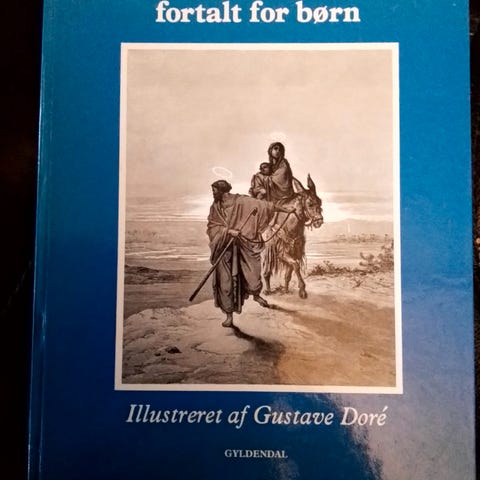 fortalt for børn
Illustreret af Gustave Doré
GYLDENDAL